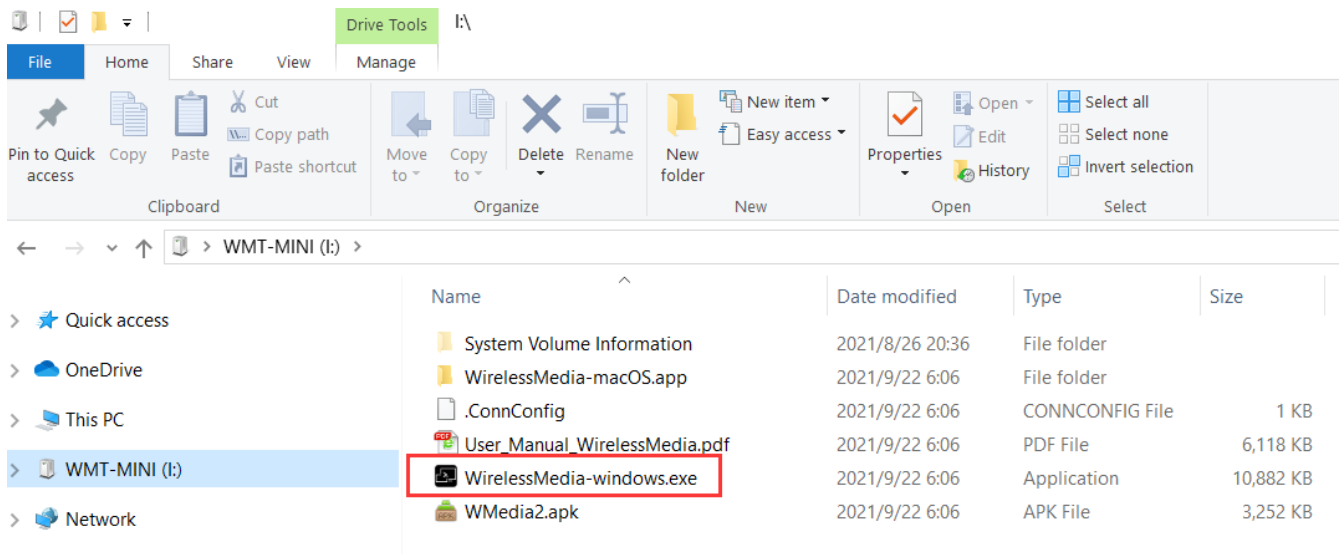 Drive Tools I:\
File Home Share View Manage
Cut
Copy path
Paste shortcut
Pin to Quick access
Copy
Paste
Clipboard
Move to
Copy to
Delete
Rename
Organize
New folder
New item
Easy access
New
Properties
Open
Edit
History
Open
Select all
Select none
Invert selection
Select
WMT-MINI (I:)
Quick access
OneDrive
This PC
WMT-MINI (I:)
Network
Name Date modified Type Size
System Volume Information 2021/8/26 20:36 File folder
WirelessMedia-macOS.app 2021/9/22 6:06 File folder
.ConnConfig 2021/9/22 6:06 CONNCONFIG File 1 KB
User_Manual_WirelessMedia.pdf 2021/9/22 6:06 PDF File 6,118 KB
WirelessMedia-windows.exe 2021/9/22 6:06 Application 10,882 KB
WMedia2.apk 2021/9/22 6:06 APK File 3,252 KB